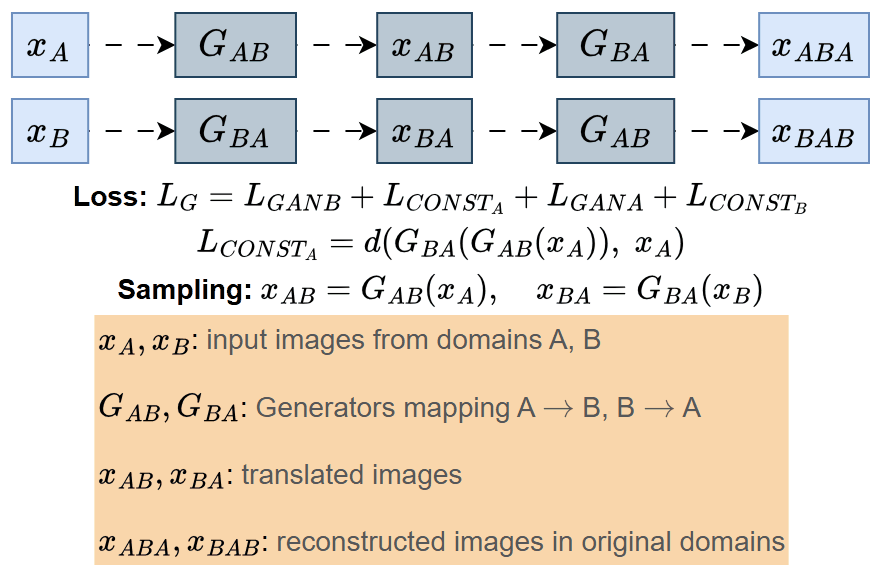 x_A G_{AB} x_{AB} G_{BA} x_{ABA}
x_B G_{BA} x_{BA} G_{AB} x_{BAB}
Loss: L_G = L_{GANB} + L_{CONST_A} + L_{GANA} + L_{CONST_B}
L_{CONST_A} = d(G_{BA}(G_{AB}(x_A)), x_A)
Sampling: x_{AB} = G_{AB}(x_A), x_{BA} = G_{BA}(x_B)
x_A, x_B: input images from domains A, B
G_{AB}, G_{BA}: Generators mapping A → B, B → A
x_{AB}, x_{BA}: translated images
x_{ABA}, x_{BAB}: reconstructed images in original domains